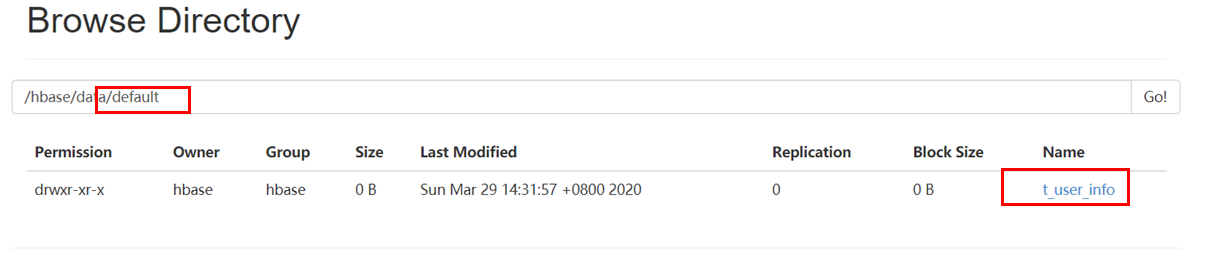 Browse Directory
/hbase/data/default Go!
Permission Owner Group Size Last Modified Replication Block Size Name
drwxr-xr-x hbase hbase 0 B Sun Mar 29 14:31:57 +0800 2020 0 0 B t_user_info